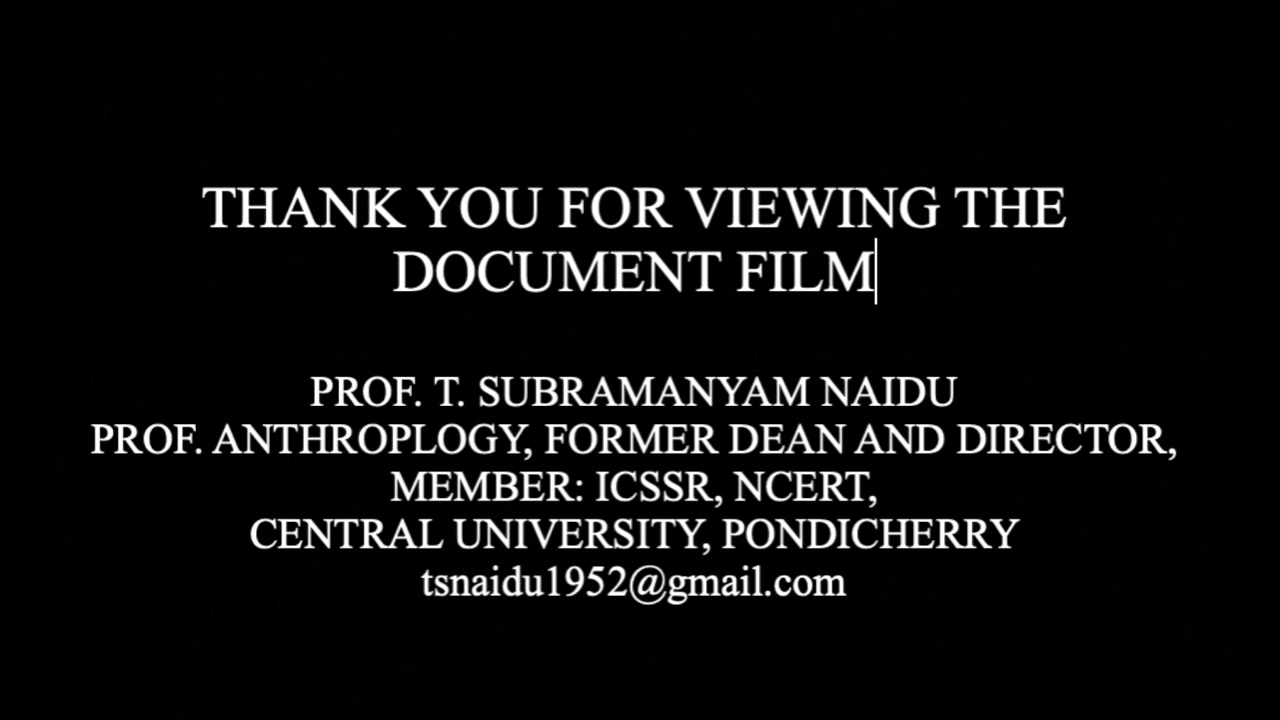 THANK YOU FOR VIEWING THE
DOCUMENT FILM
PROF. T. SUBRAMANYAM NAIDU
PROF. ANTHROPLOGY, FORMER DEAN AND DIRECTOR,
MEMBER: ICSSR, NCERT,
CENTRAL UNIVERSITY, PONDICHERRY
tsnaidu1952@gmail.com